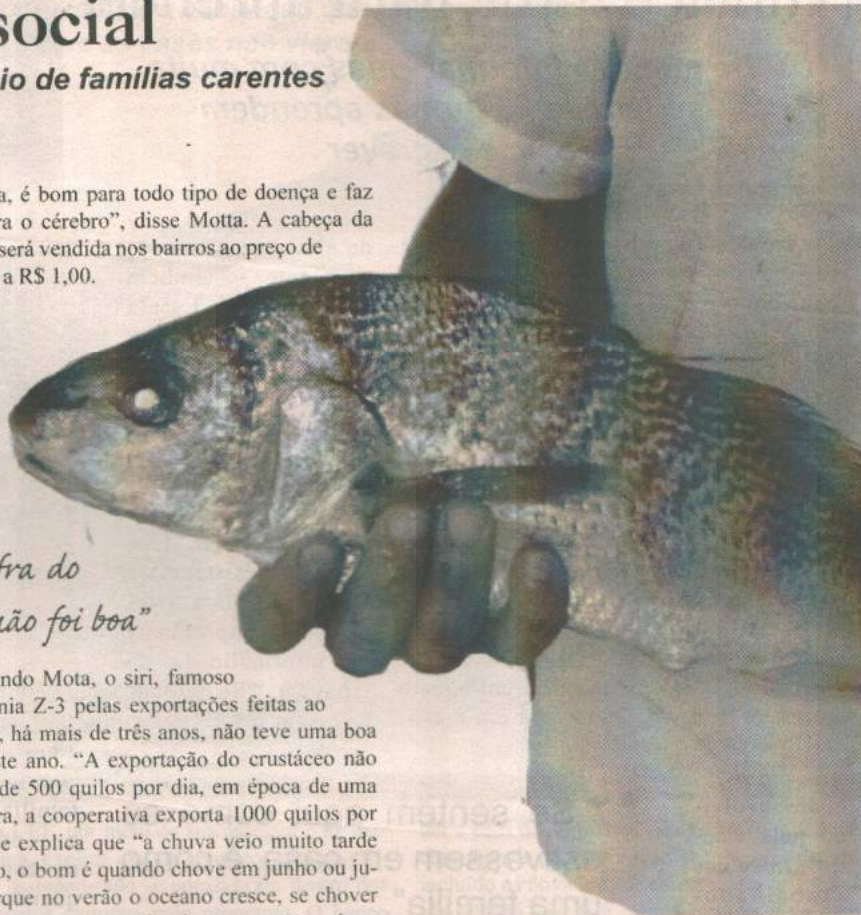 social
io de famílias carentes
a, é bom para todo tipo de doença e faz
ra o cérebro”, disse Motta. A cabeça da
será vendida nos bairros ao preço de
a R$ 1,00.
fra do
não foi boa”
ndo Mota, o siri, famoso
nia Z-3 pelas exportações feitas ao
, há mais de três anos, não teve uma boa
te ano. “A exportação do crustáceo não
de 500 quilos por dia, em época de uma
ra, a cooperativa exporta 1000 quilos por
e explica que “a chuva veio muito tarde
o, o bom é quando chove em junho ou ju-
rque no verão o oceano cresce, se chover